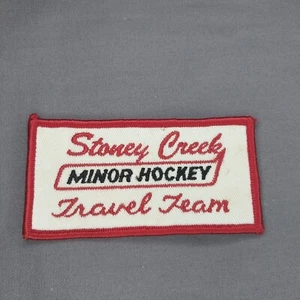 Stoney Creek
MINOR HOCKEY
Travel Team